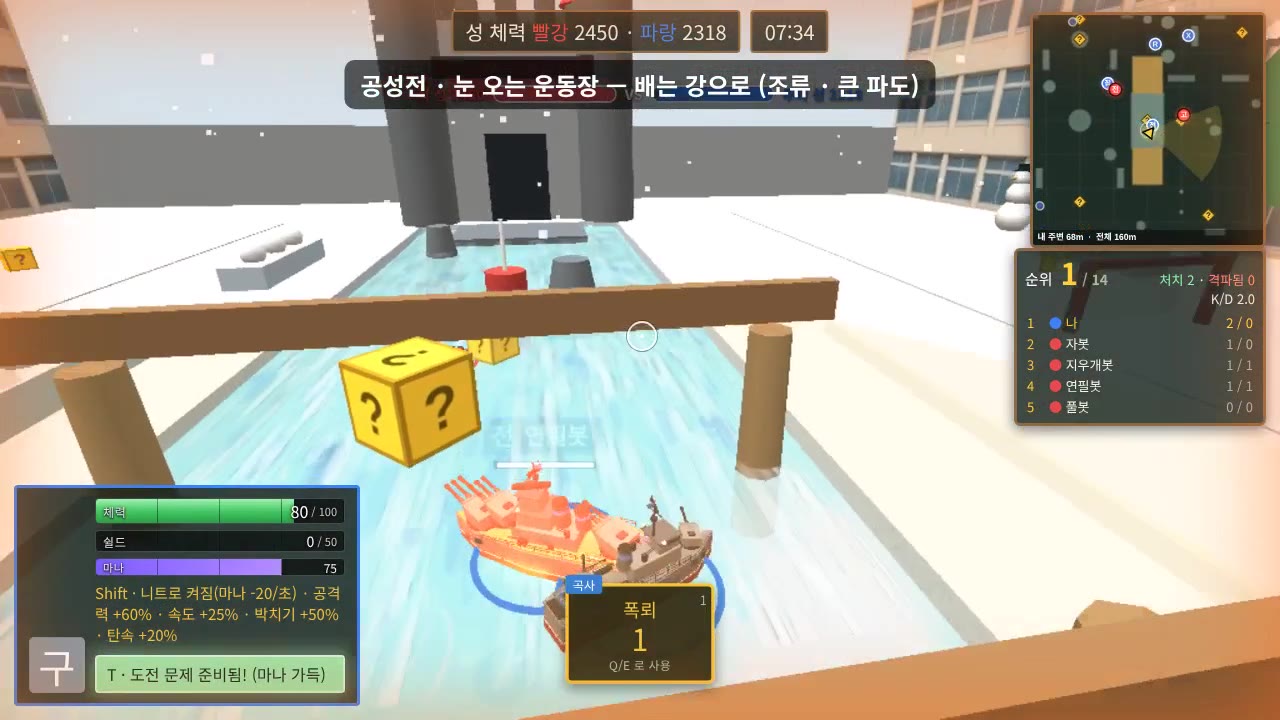 성 체력 빨강 2450 · 파랑 2318
07:34
공성전 · 눈 오는 운동장 — 배는 강으로 (조류 · 큰 파도)
내 주변 68m · 전체 160m
순위 1 / 14
처치 2 · 격파됨 0
K/D 2.0
1 나 2 / 0
2 자봇 1 / 0
3 지우개봇 1 / 1
4 연필봇 1 / 1
5 풀봇 0 / 0
전 연필봇
체력 80 / 100
쉴드 0 / 50
마나 75
Shift · 니트로 켜짐(마나 -20/초) · 공격
력 +60% · 속도 +25% · 박치기 +50%
· 탄속 +20%
구
T · 도전 문제 준비됨! (마나 가득)
곡사
폭뢰 1
1
Q/E 로 사용